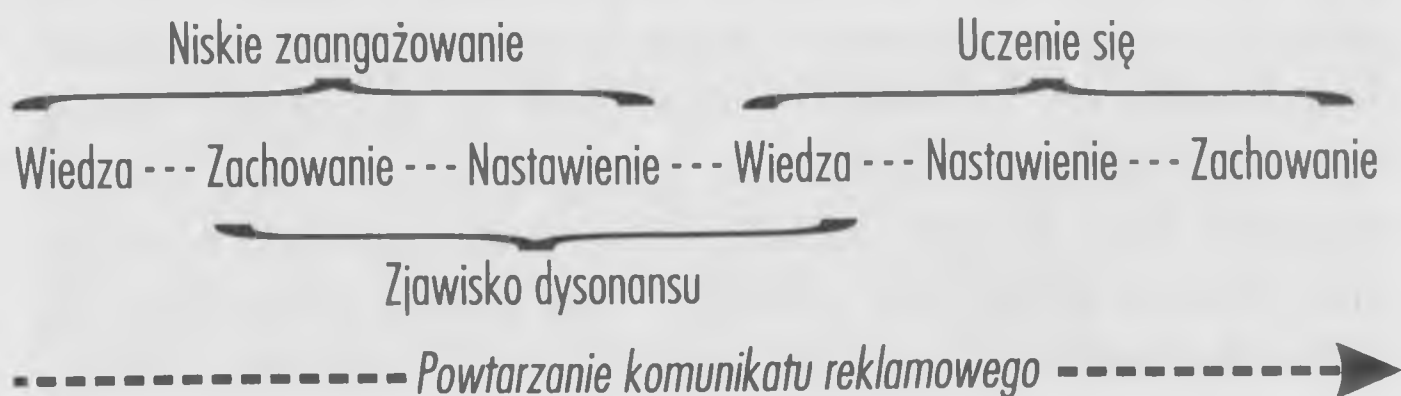 Niskie zaangażowanie Uczenie się
Wiedza --- Zachowanie --- Nastawienie --- Wiedza --- Nastawienie --- Zachowanie
Zjawisko dysonansu
Powtarzanie komunikatu reklamowego